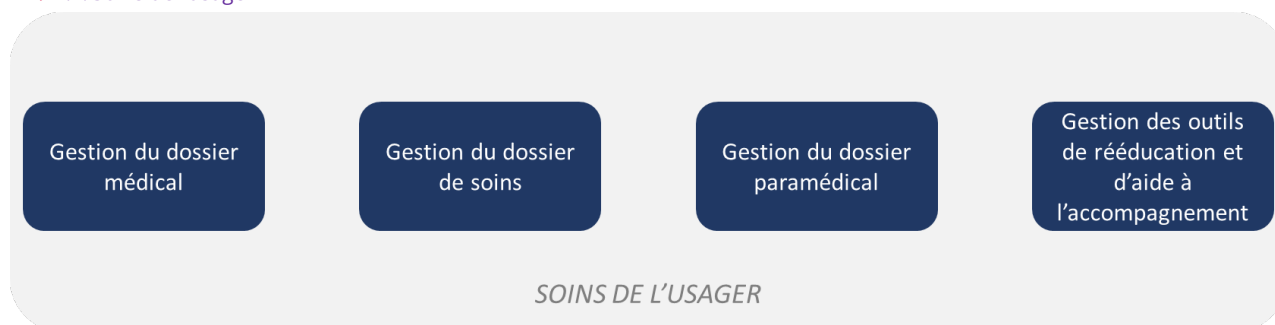 Gestion du dossier
médical
Gestion du dossier
de soins
Gestion du dossier
paramédical
Gestion des outils
de rééducation et
d’aide à
l’accompagnement
SOINS DE L’USAGER